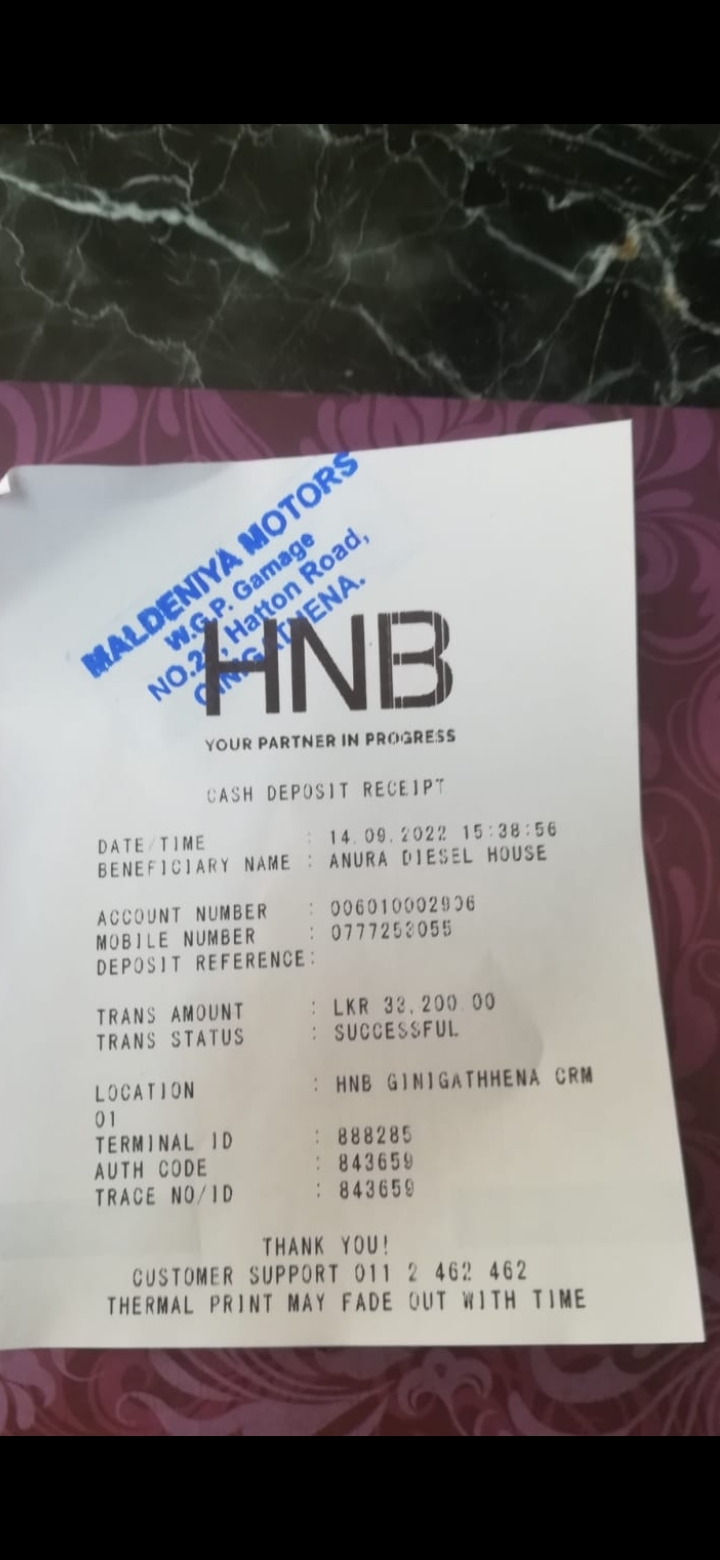 MALDENIYA MOTORS
W.G.P. Gamage
Hatton Road,
HNB
YOUR PARTNER IN PROGRESS
CASH DEPOSIT RECEIPT
DATE/TIME : 14.09.2022 15:38:56
BENEFICIARY NAME : ANURA DIESEL HOUSE
ACCOUNT NUMBER :
MOBILE NUMBER :
DEPOSIT REFERENCE:
TRANS AMOUNT : LKR 33,200.00
TRANS STATUS : SUCCESSFUL
LOCATION : HNB GINIGATHHENA CRM
01
TERMINAL ID : 888285
AUTH CODE : 843659
TRACE NO/ID : 843659
THANK YOU!
CUSTOMER SUPPORT 011 2 462 462
THERMAL PRINT MAY FADE OUT WITH TIME